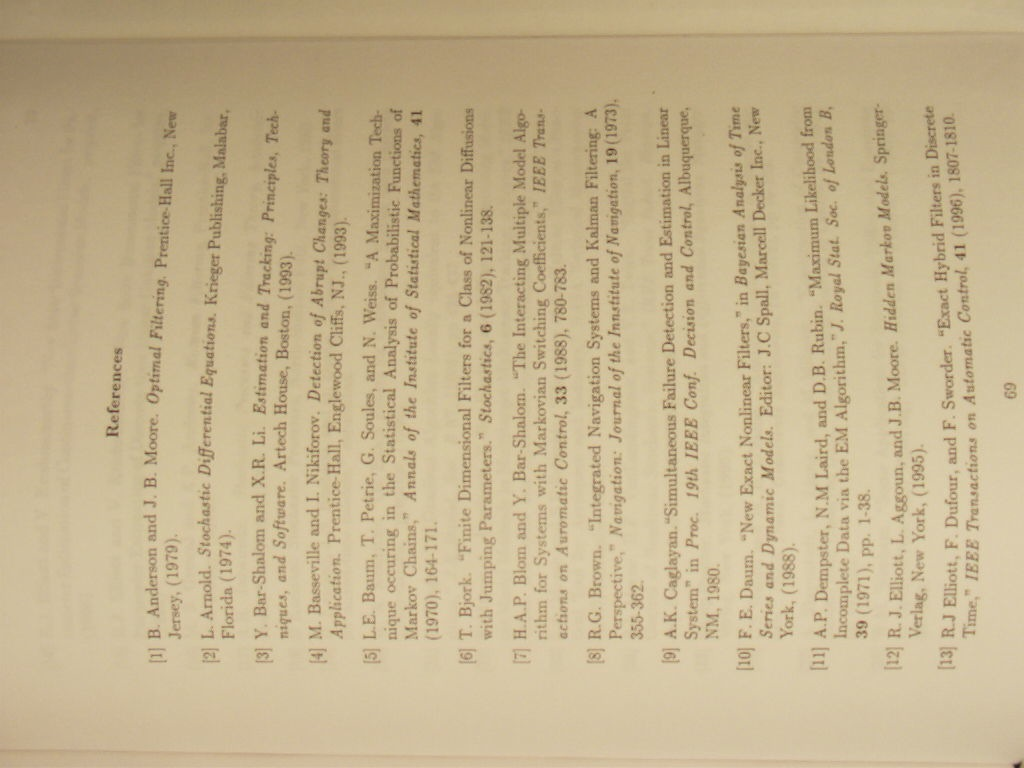 References
[1] B. Anderson and J. B. Moore. Optimal Filtering. Prentice-Hall Inc., New
Jersey, (1979).
[2] L. Arnold. Stochastic Differential Equations. Krieger Publishing, Malabar,
Florida (1974).
[3] Y. Bar-Shalom and X.R. Li. Estimation and Tracking: Principles, Tech-
niques, and Software. Artech House, Boston, (1993).
[4] M. Basseville and I. Nikiforov. Detection of Abrupt Changes: Theory and
Application. Prentice-Hall, Englewood Cliffs, NJ., (1993).
[5] L.E. Baum, T. Petrie, G. Soules, and N. Weiss. "A Maximization Tech-
nique occuring in the Statistical Analysis of Probabilistic Functions of
Markov Chains," Annals of the Institute of Statistical Mathematics, 41
(1970), 164-171.
[6] T. Bjork. "Finite Dimensional Filters for a Class of Nonlinear Diffusions
with Jumping Parameters." Stochastics, 6 (1982), 121-138.
[7] H.A.P. Blom and Y. Bar-Shalom. "The Interacting Multiple Model Algo-
rithm for Systems with Markovian Switching Coefficients," IEEE Trans-
actions on Auromatic Control, 33 (1988), 780-783.
[8] R.G. Brown. "Integrated Navigation Systems and Kalman Filtering: A
Perspective," Navigation: Journal of the Innstitute of Navigation, 19 (1973),
355-362.
[9] A.K. Caglayan. "Simultaneous Failure Detection and Estimation in Linear
System" in Proc. 19th IEEE Conf. Decision and Control, Albuquerque,
NM, 1980.
[10] F. E. Daum. "New Exact Nonlinear Filters," in Bayesian Analysis of Time
Series and Dynamic Models. Editor: J.C Spall, Marcell Decker Inc., New
York, (1988).
[11] A.P. Dempster, N.M Laird, and D.B. Rubin. "Maximum Likelihood from
Incomplete Data via the EM Algorithm," J. Royal Stat. Soc. of London B,
39 (1971), pp. 1-38.
[12] R. J. Elliott, L. Aggoun, and J.B. Moore. Hidden Markov Models. Springer-
Verlag, New York, (1995).
[13] R.J Elliott, F. Dufour, and F. Sworder. "Exact Hybrid Filters in Discrete
Time," IEEE Transactions on Automatic Control, 41 (1996), 1807-1810.
69